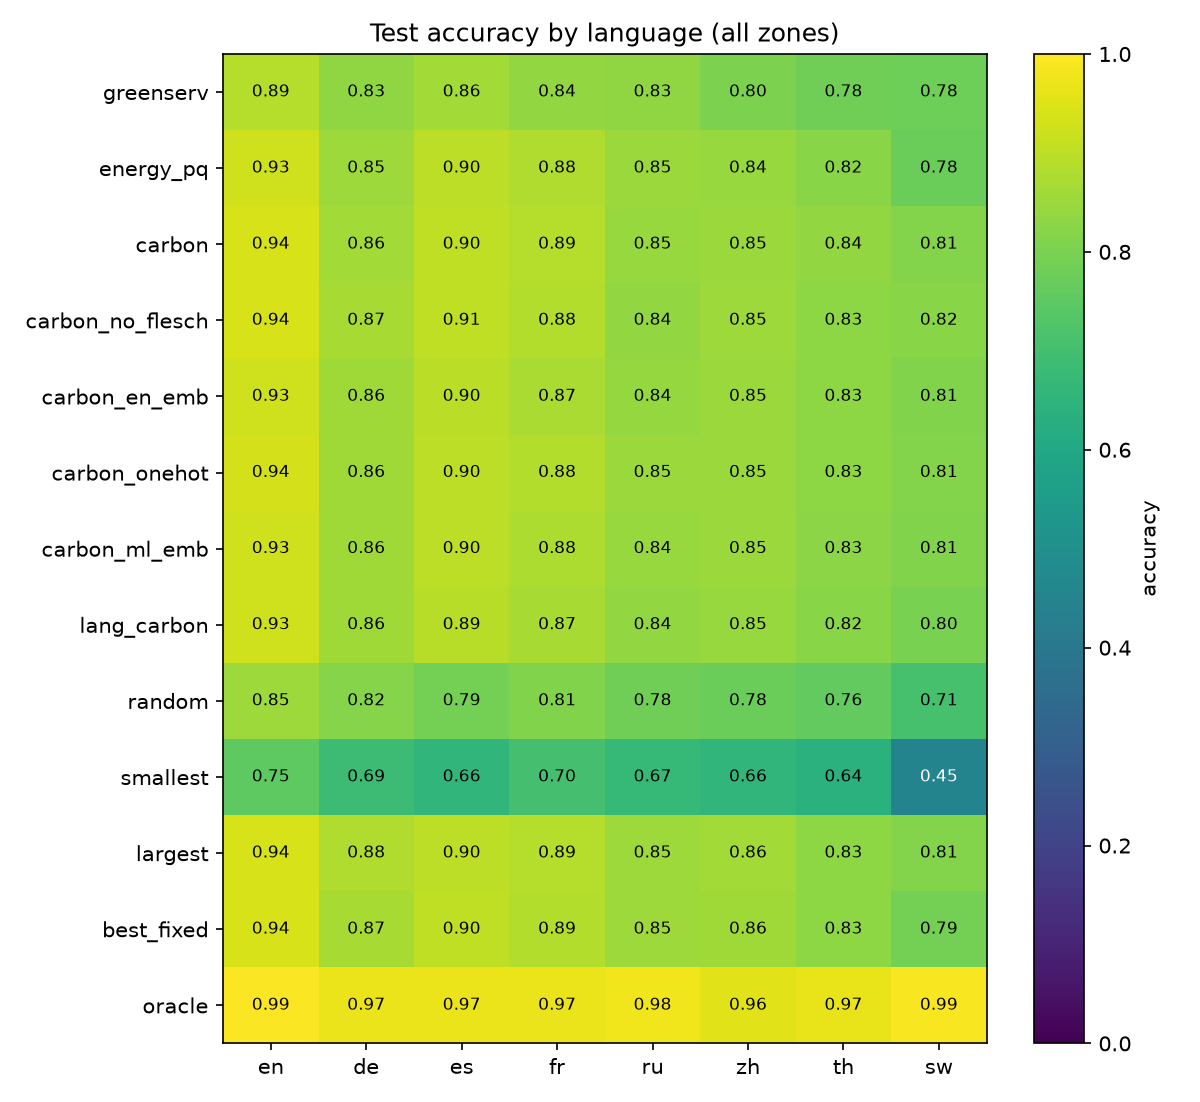 Test accuracy by language (all zones)
greenserv 0.89 0.83 0.86 0.84 0.83 0.80 0.78 0.78
energy_pq 0.93 0.85 0.90 0.88 0.85 0.84 0.82 0.78
carbon 0.94 0.86 0.90 0.89 0.85 0.85 0.84 0.81
carbon_no_flesch 0.94 0.87 0.91 0.88 0.84 0.85 0.83 0.82
carbon_en_emb 0.93 0.86 0.90 0.87 0.84 0.85 0.83 0.81
carbon_onehot 0.94 0.86 0.90 0.88 0.85 0.85 0.83 0.81
carbon_ml_emb 0.93 0.86 0.90 0.88 0.84 0.85 0.83 0.81
lang_carbon 0.93 0.86 0.89 0.87 0.84 0.85 0.82 0.80
random 0.85 0.82 0.79 0.81 0.78 0.78 0.76 0.71
smallest 0.75 0.69 0.66 0.70 0.67 0.66 0.64 0.45
largest 0.94 0.88 0.90 0.89 0.85 0.86 0.83 0.81
best_fixed 0.94 0.87 0.90 0.89 0.85 0.86 0.83 0.79
oracle 0.99 0.97 0.97 0.97 0.98 0.96 0.97 0.99
en de es fr ru zh th sw
1.0
0.8
0.6
0.4
0.2
0.0
accuracy